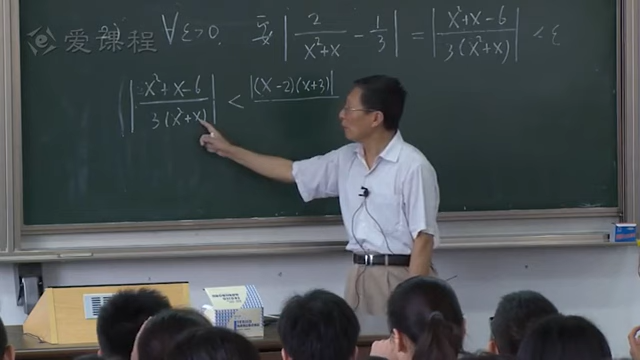 爱课程 ∀ε>0. | 2/(x²+x) - 1/3 | = | (x²+x-6)/(3(x²+x)) | < ε
| (x²+x-6)/(3(x²+x)) | < |(x-2)(x+3)|